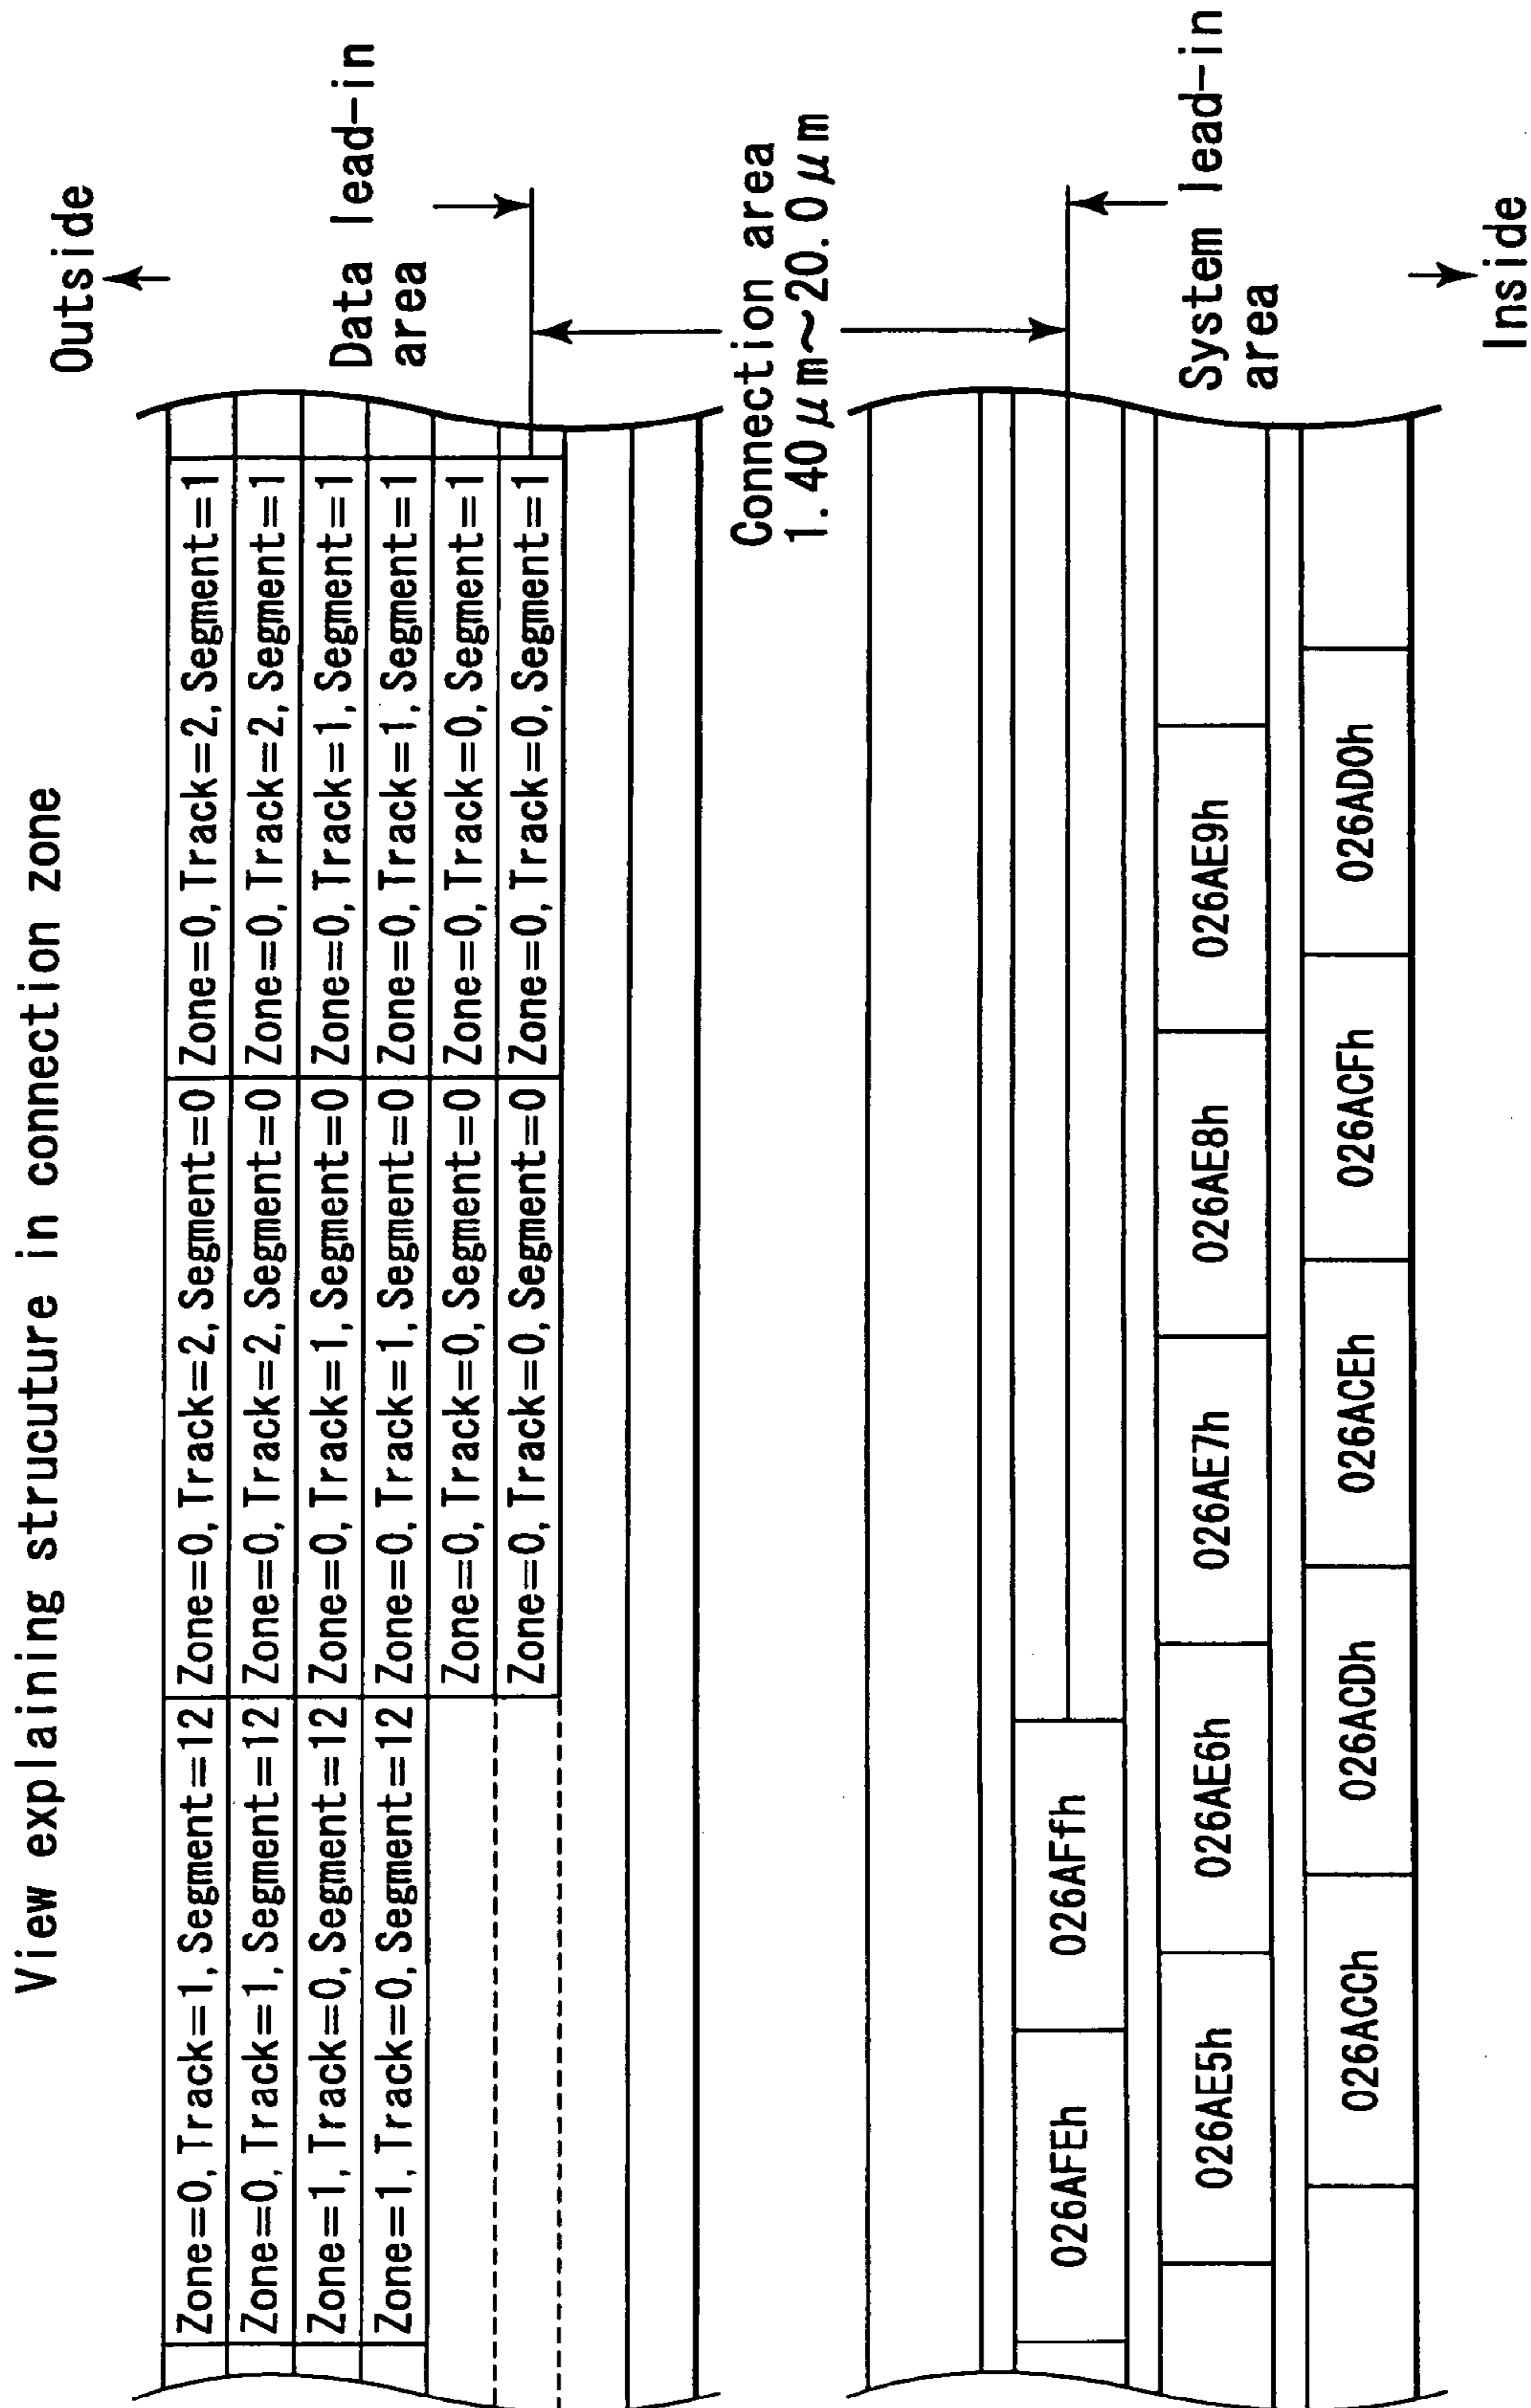 View explaining strucuture in connection zone
Outside
Zone=0, Track=1, Segment=12 Zone=0, Track=2, Segment=0 Zone=0, Track=2, Segment=1
Zone=0, Track=1, Segment=12 Zone=0, Track=2, Segment=0 Zone=0, Track=2, Segment=1
Zone=1, Track=0, Segment=12 Zone=0, Track=1, Segment=0 Zone=0, Track=1, Segment=1
Zone=1, Track=0, Segment=12 Zone=0, Track=1, Segment=0 Zone=0, Track=1, Segment=1
Zone=0, Track=0, Segment=0 Zone=0, Track=0, Segment=1
Zone=0, Track=0, Segment=0 Zone=0, Track=0, Segment=1
Data lead-in
area
Connection area
1.40μm~20.0μm
026AFEh 026AFfh
026AE5h 026AE6h 026AE7h 026AE8h 026AE9h
026ACCh 026ACDh 026ACEh 026ACFh 026AD0h
System lead-in
area
Inside